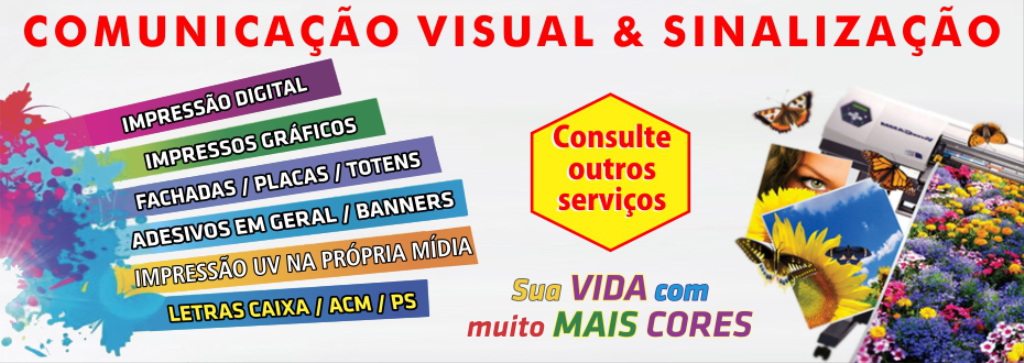 COMUNICAÇÃO VISUAL & SINALIZAÇÃO
IMPRESSÃO DIGITAL
IMPRESSOS GRÁFICOS
FACHADAS / PLACAS / TOTENS
ADESIVOS EM GERAL / BANNERS
IMPRESSÃO UV NA PRÓPRIA MÍDIA
LETRAS CAIXA / ACM / PS
Consulte
outros
serviços
Sua VIDA com
muito MAIS CORES